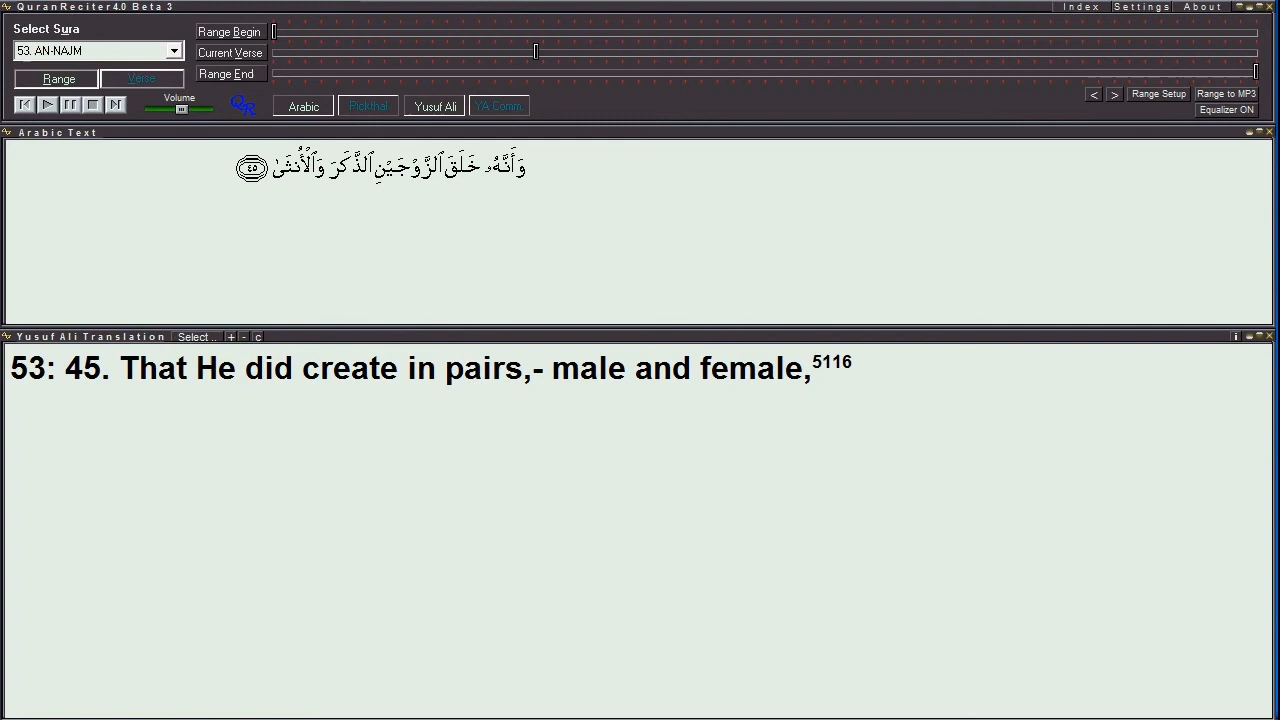 QuranReciter4.0 Beta 3
Index Settings About
Select Sura
53. AN-NAJM
Range Verse
Volume
QR
Range Begin
Current Verse
Range End
Arabic Pickthal Yusuf Ali YA Comm.
< > Range Setup Range to MP3
Equalizer ON
Arabic Text
وَأَنَّهُۥ خَلَقَ ٱلزَّوْجَيْنِ ٱلذَّكَرَ وَٱلْأُنثَىٰ ٤٥
Yusuf Ali Translation Select .. + - c i
53: 45. That He did create in pairs,- male and female,5116